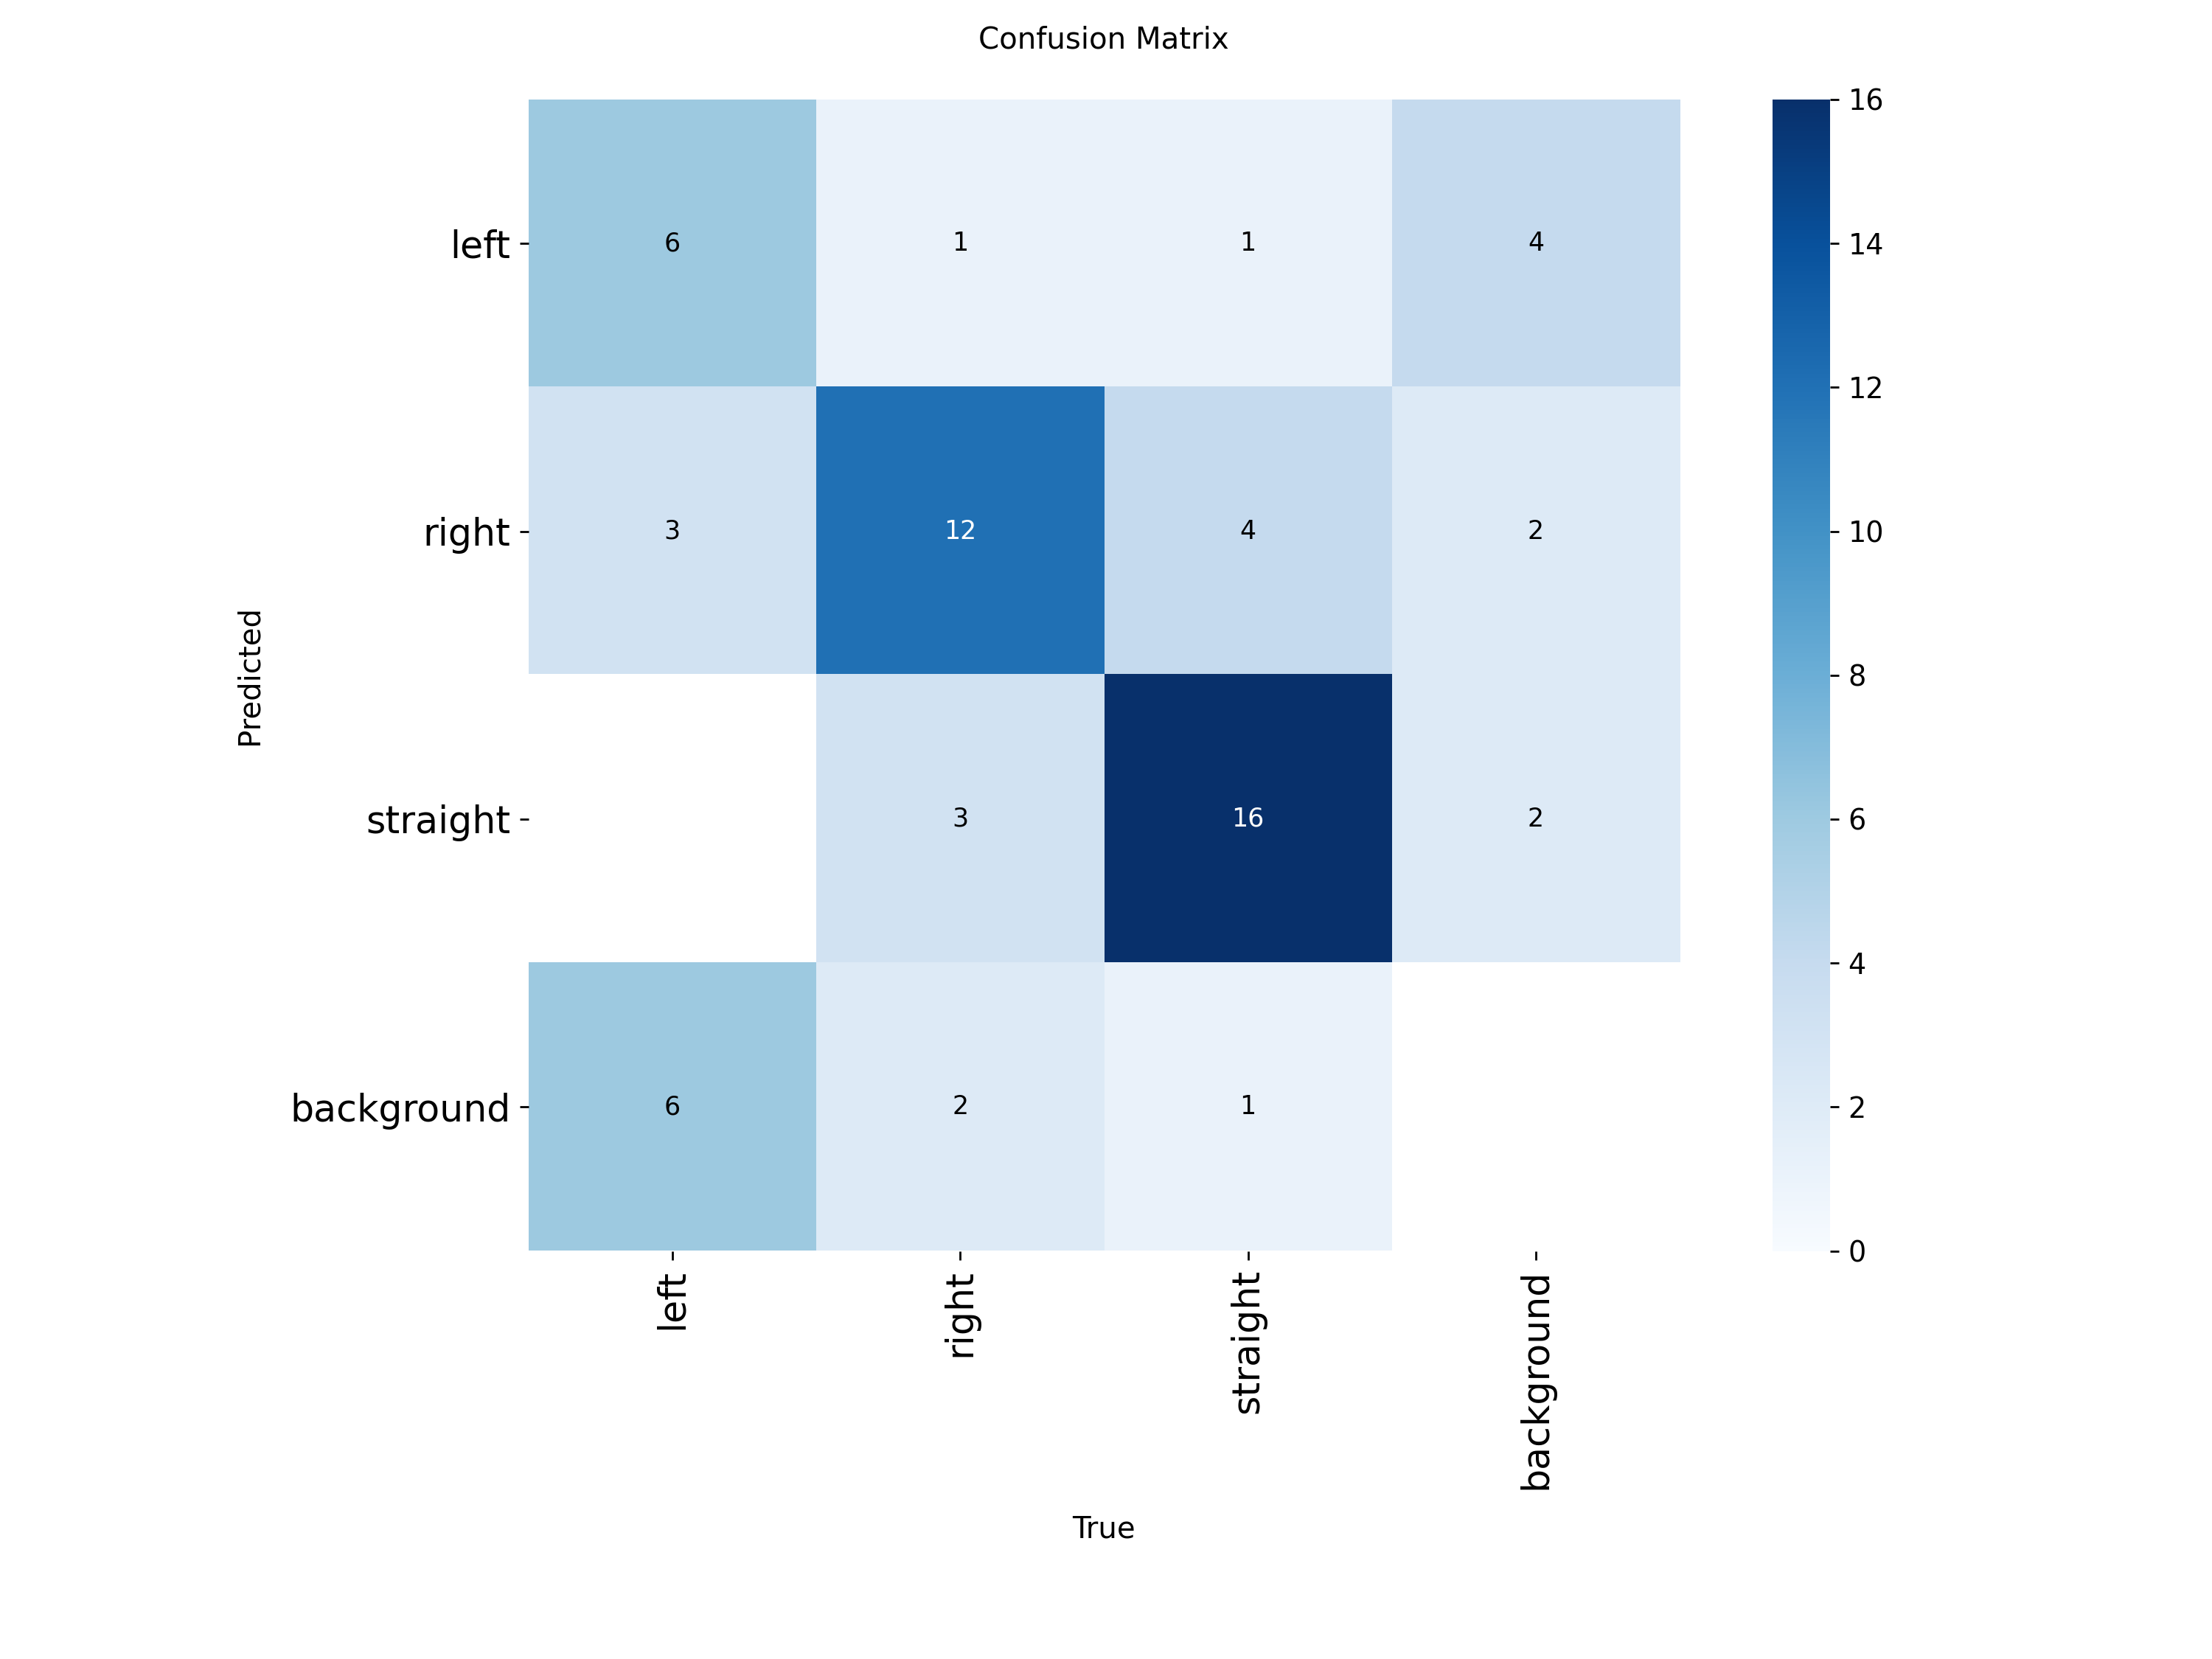 Confusion Matrix
left 6 1 1 4
right 3 12 4 2
straight 3 16 2
background 6 2 1
left right straight background
Predicted
True
16
14
12
10
8
6
4
2
0